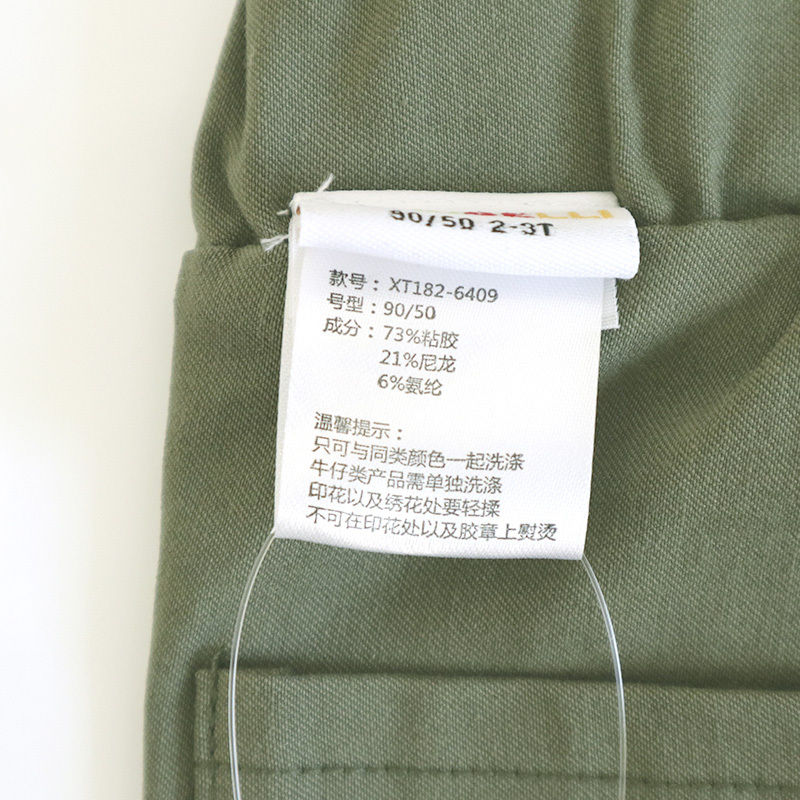 90/50 2-3T
款号：XT182-6409
号型：90/50
成分：73%粘胶
21%尼龙
6%氨纶
温馨提示：
只可与同类颜色一起洗涤
牛仔类产品需单独洗涤
印花以及绣花处要轻揉
不可在印花处以及胶章上熨烫